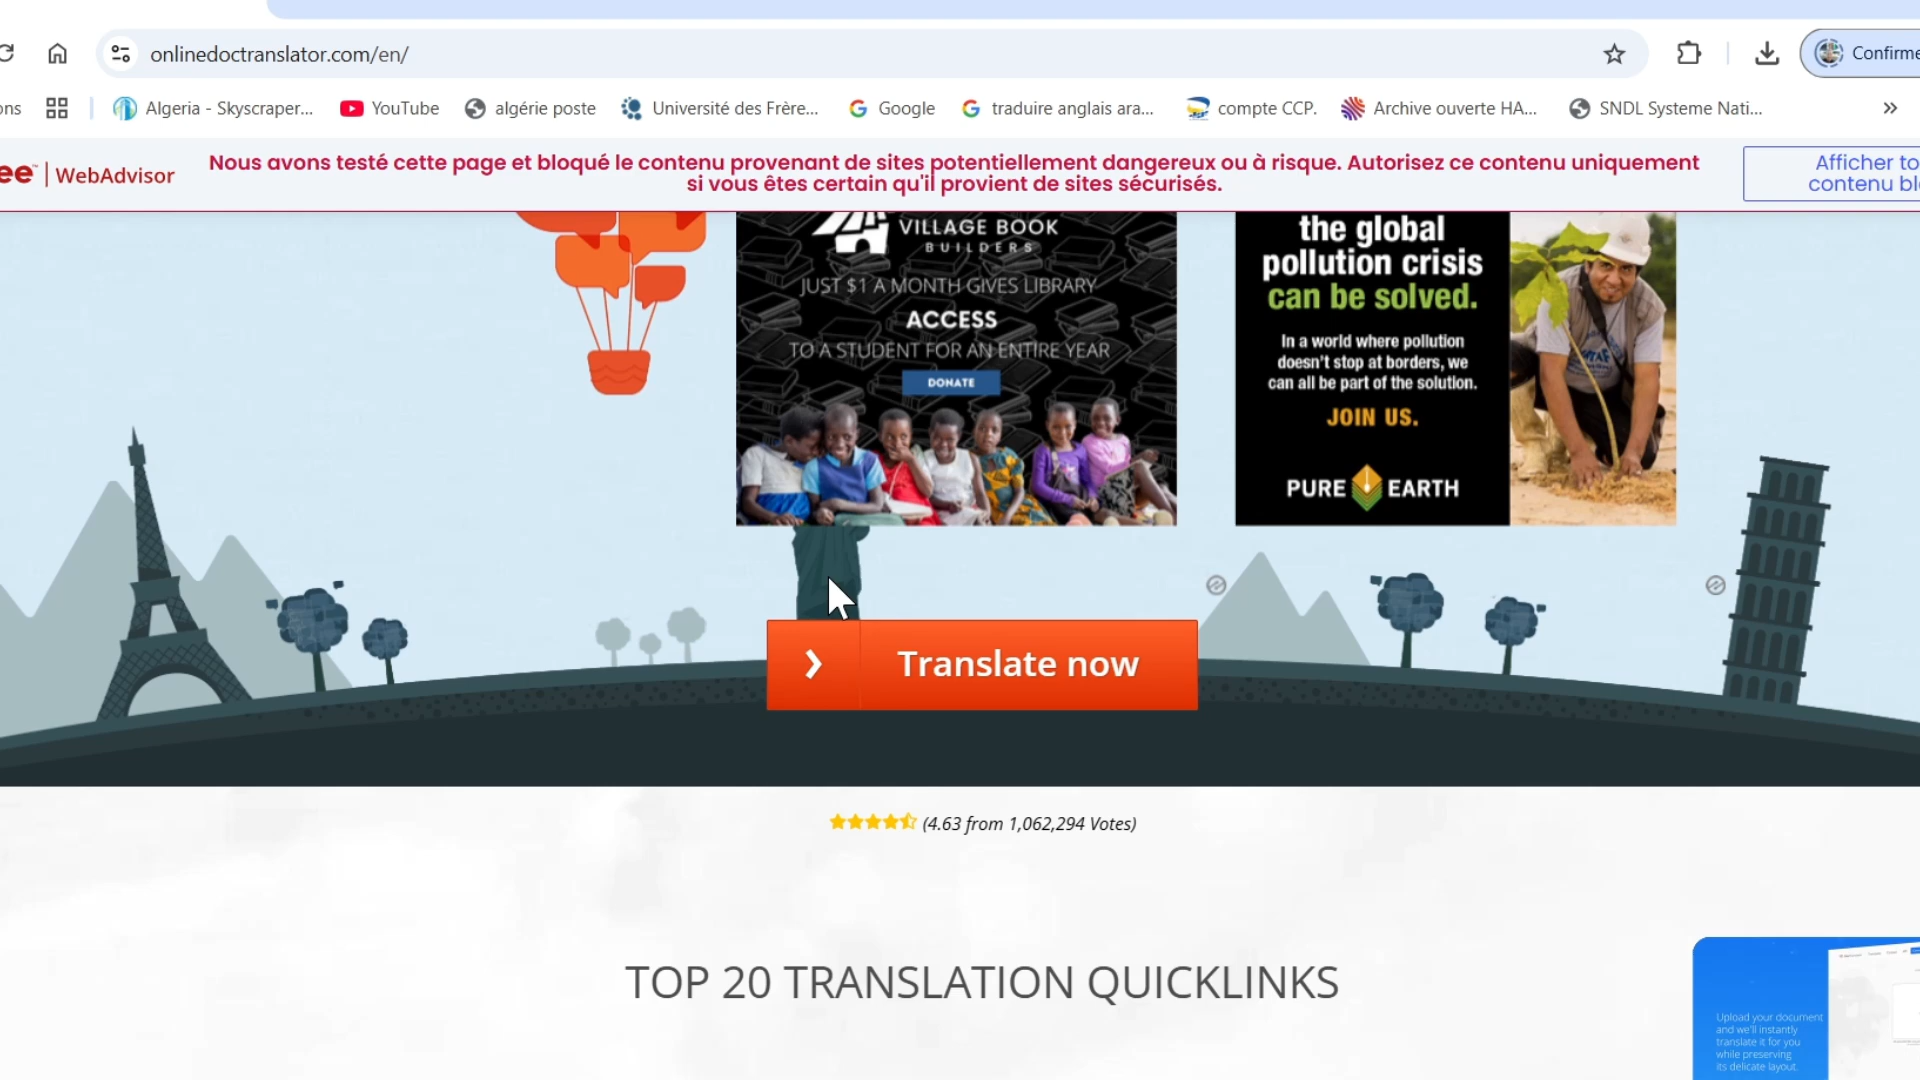 onlinedoctranslator.com/en/
Confirme
ons
Algeria - Skyscraper...
YouTube
algérie poste
Université des Frère...
Google
traduire anglais ara...
compte CCP.
Archive ouverte HA...
SNDL Systeme Nati...
»
ee™ | WebAdvisor
Nous avons testé cette page et bloqué le contenu provenant de sites potentiellement dangereux ou à risque. Autorisez ce contenu uniquement
si vous êtes certain qu'il provient de sites sécurisés.
Afficher to
contenu bl
VILLAGE BOOK
BUILDERS
JUST $1 A MONTH GIVES LIBRARY
ACCESS
TO A STUDENT FOR AN ENTIRE YEAR
DONATE
the global
pollution crisis
can be solved.
In a world where pollution
doesn't stop at borders, we
can all be part of the solution.
JOIN US.
PURE EARTH
Translate now
(4.63 from 1,062,294 Votes)
TOP 20 TRANSLATION QUICKLINKS
Upload your document
and we'll instantly
translate it for you
while preserving
its delicate layout.